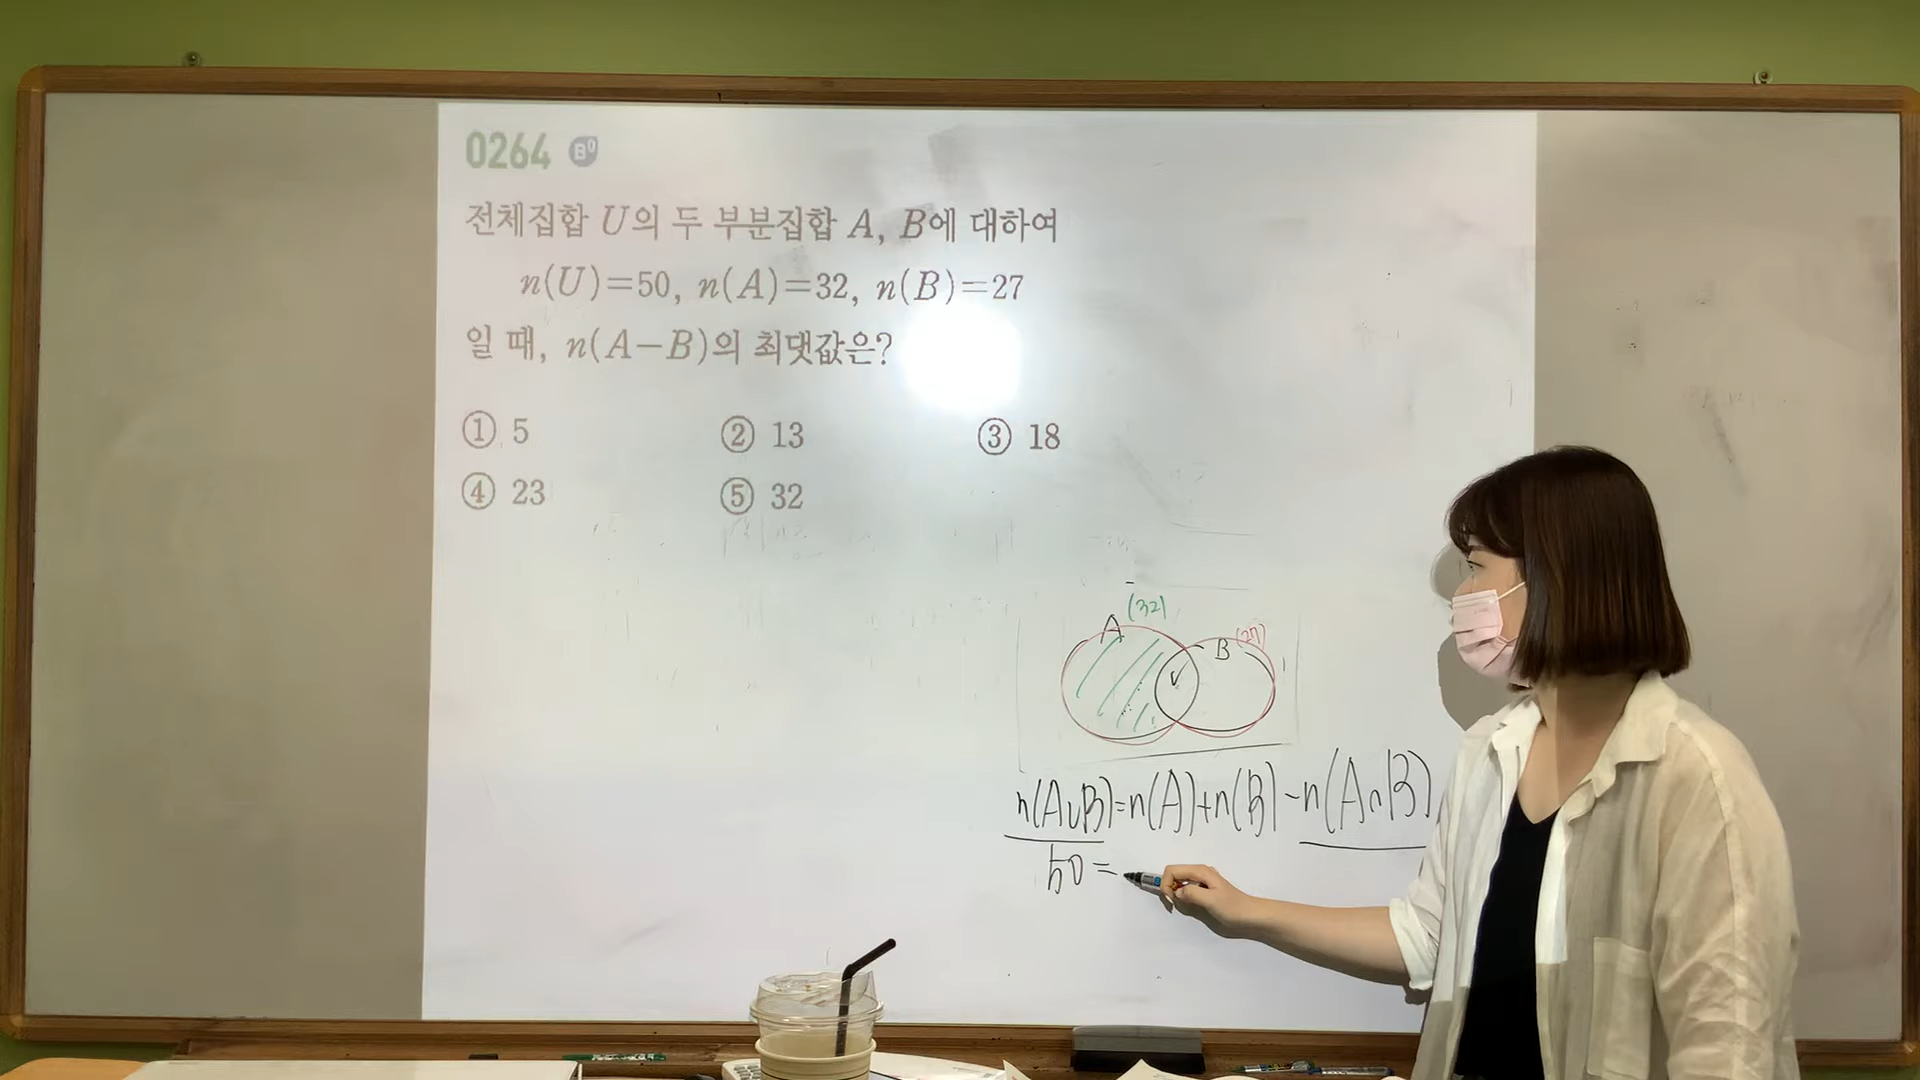 0264 B0
전체집합 U의 두 부분집합 A, B에 대하여
n(U)=50, n(A)=32, n(B)=27
일 때, n(A-B)의 최댓값은?
① 5 ② 13 ③ 18
④ 23 ⑤ 32
(32)
A
B (27)
n(A∪B)=n(A)+n(B)-n(A∩B)
50=